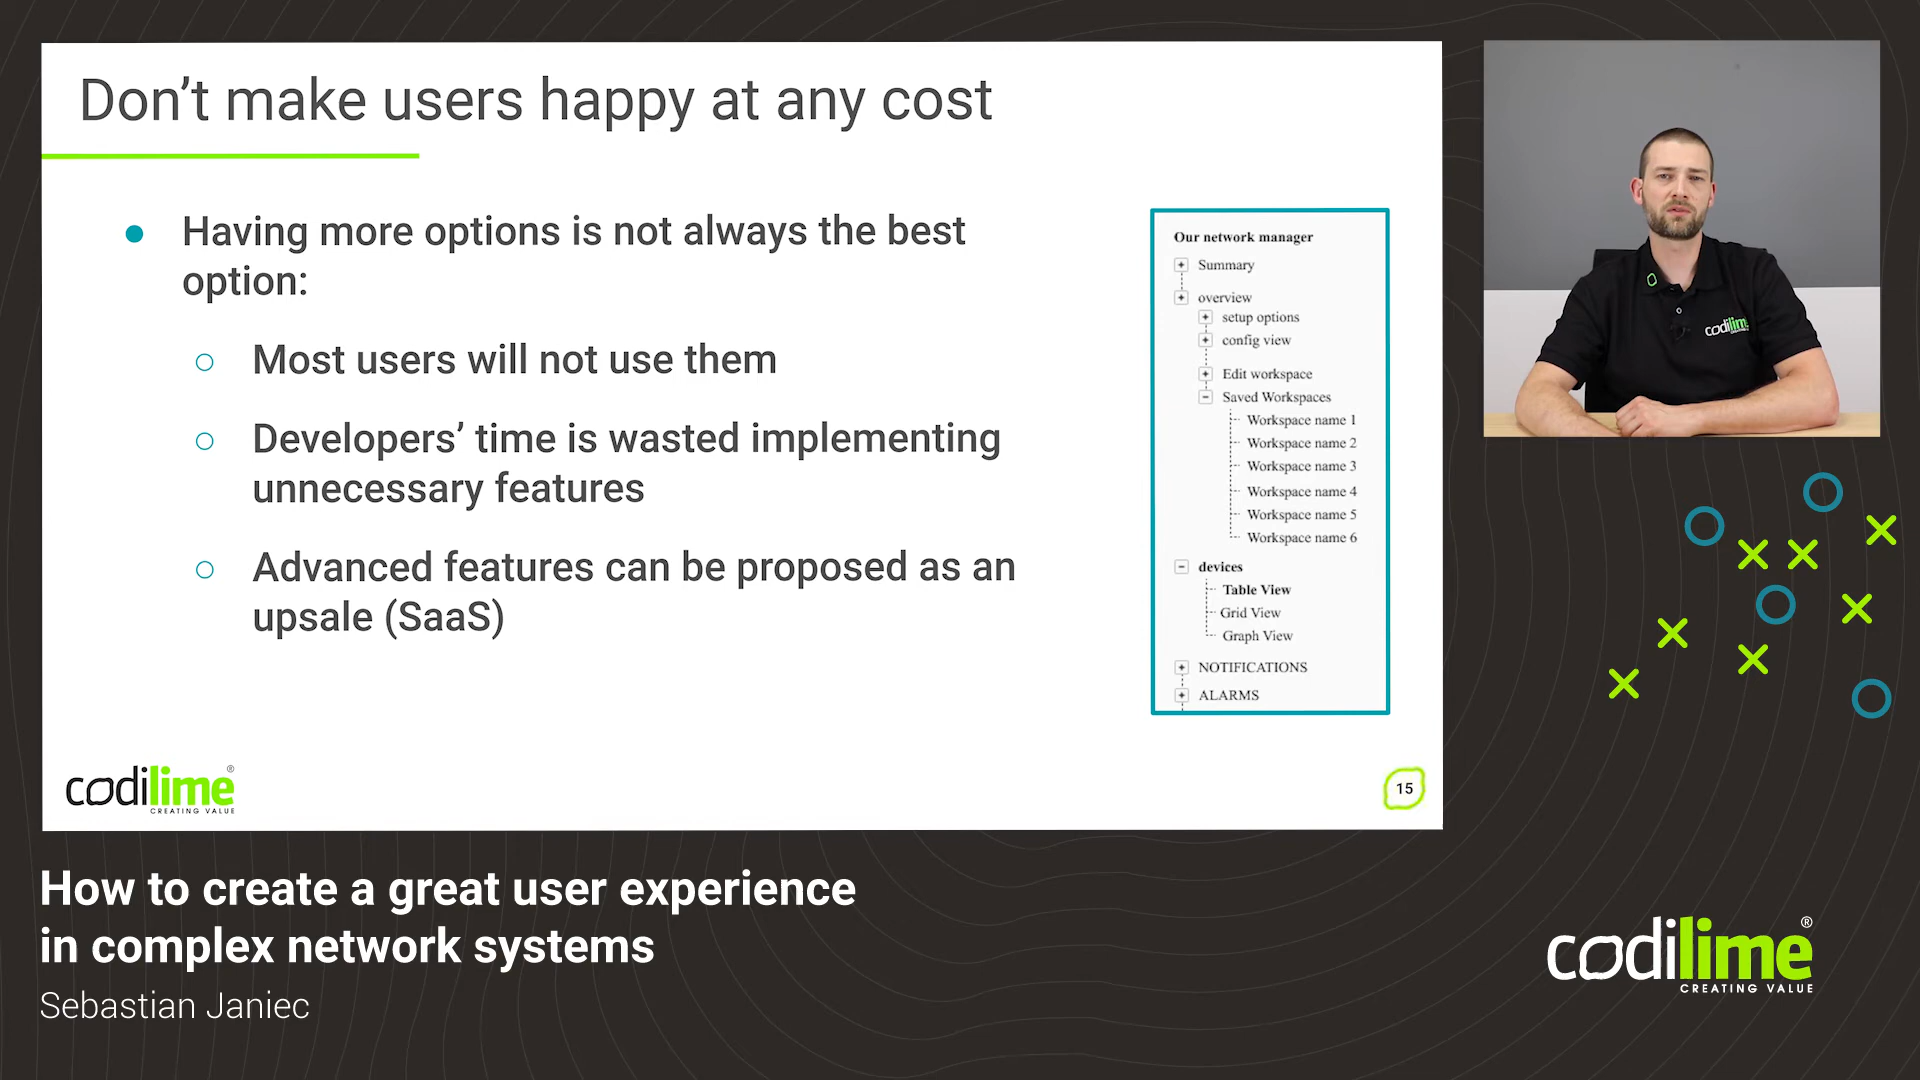 Don't make users happy at any cost
Having more options is not always the best
option:
Most users will not use them
Developers' time is wasted implementing
unnecessary features
Advanced features can be proposed as an
upsale (SaaS)
Our network manager
Summary
overview
setup options
config view
Edit workspace
Saved Workspaces
Workspace name 1
Workspace name 2
Workspace name 3
Workspace name 4
Workspace name 5
Workspace name 6
devices
Table View
Grid View
Graph View
NOTIFICATIONS
ALARMS
codilime®
CREATING VALUE
15
codilime
How to create a great user experience
in complex network systems
Sebastian Janiec
codilime®
CREATING VALUE